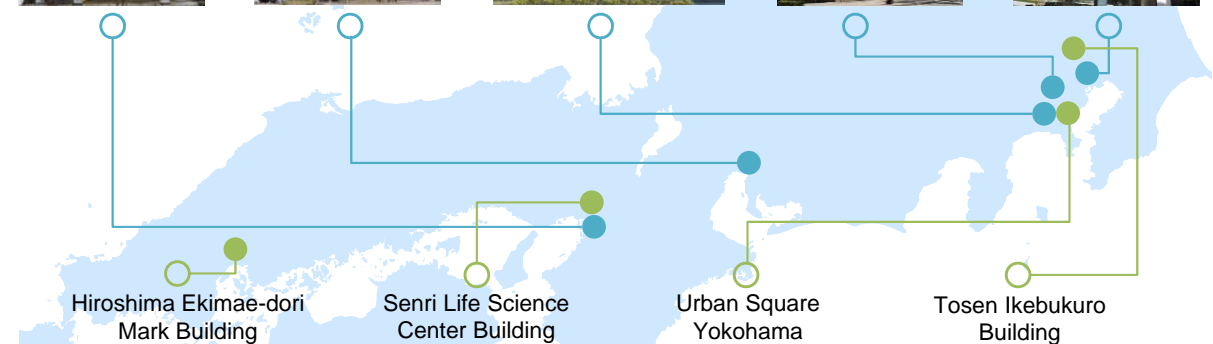 Hiroshima Ekimae-dori
Mark Building
Senri Life Science
Center Building
Urban Square
Yokohama
Tosen Ikebukuro
Building